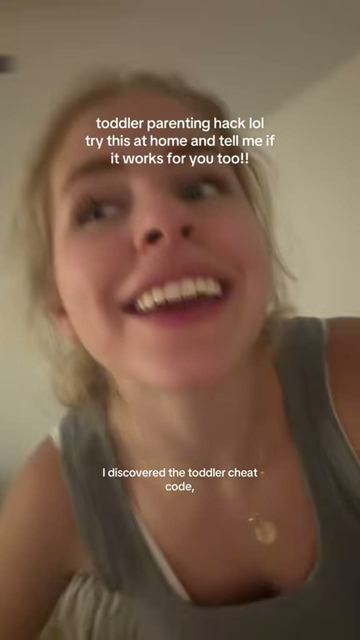 toddler parenting hack lol
try this at home and tell me if
it works for you too!!
I discovered the toddler cheat
code,